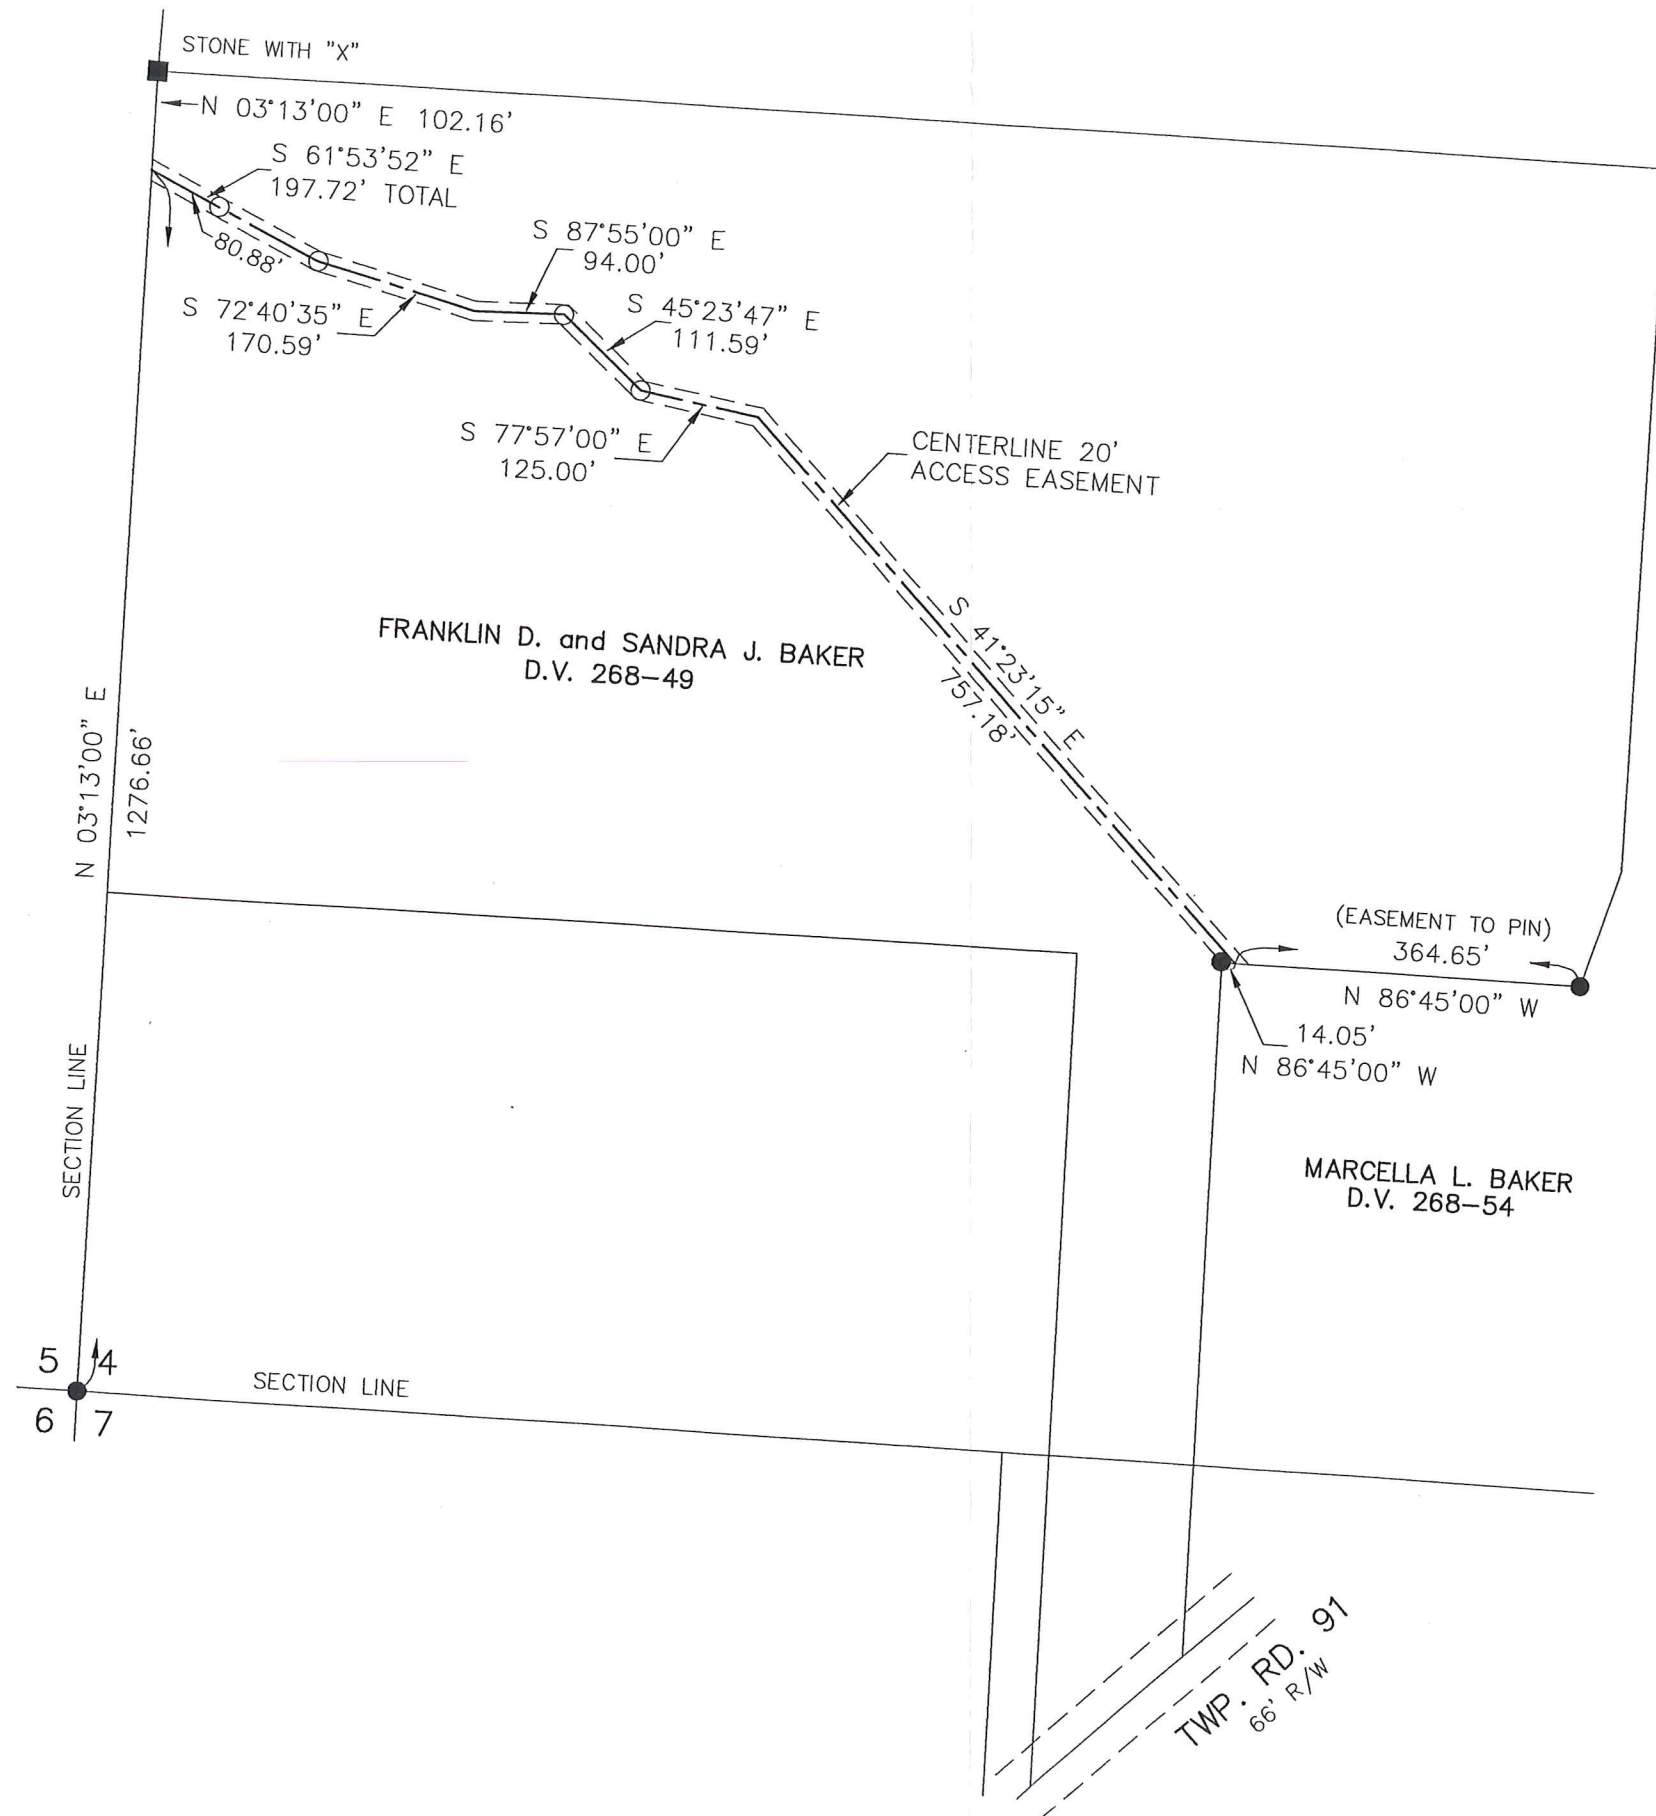 STONE WITH "X"
N 03°13'00" E 102.16'
S 61°53'52" E
197.72' TOTAL
80.88'
S 87°55'00" E
94.00'
S 72°40'35" E
170.59'
S 45°23'47" E
111.59'
S 77°57'00" E
125.00'
CENTERLINE 20'
ACCESS EASEMENT
S 41°23'15" E
757.18'
FRANKLIN D. and SANDRA J. BAKER
D.V. 268-49
N 03°13'00" E
1276.66'
(EASEMENT TO PIN)
364.65'
N 86°45'00" W
14.05'
N 86°45'00" W
SECTION LINE
MARCELLA L. BAKER
D.V. 268-54
5 4
6 7
SECTION LINE
TWP. RD. 91
66' R/W